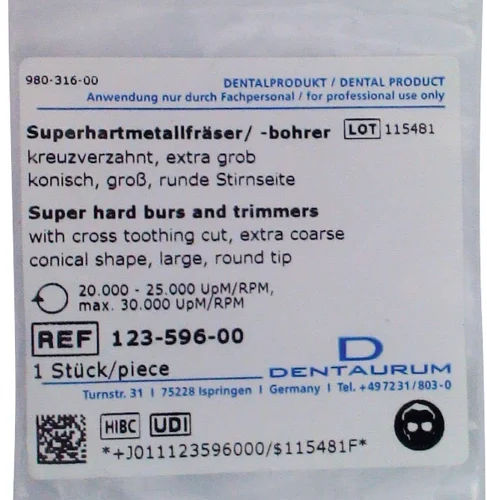 980-316-00
DENTALPRODUKT / DENTAL PRODUCT
Anwendung nur durch Fachpersonal / for professional use only
Superhartmetallfräser/ -bohrer LOT 115481
kreuzverzahnt, extra grob
konisch, groß, runde Stirnseite
Super hard burs and trimmers
with cross toothing cut, extra coarse
conical shape, large, round tip
20.000 - 25.000 UpM/RPM,
max. 30.000 UpM/RPM
REF 123-596-00
1 Stück/piece
D
DENTAURUM
Turnstr. 31 I 75228 Ispringen I Germany I Tel. +497231/803-0
HIBC UDI
*+J011123596000/$115481F*